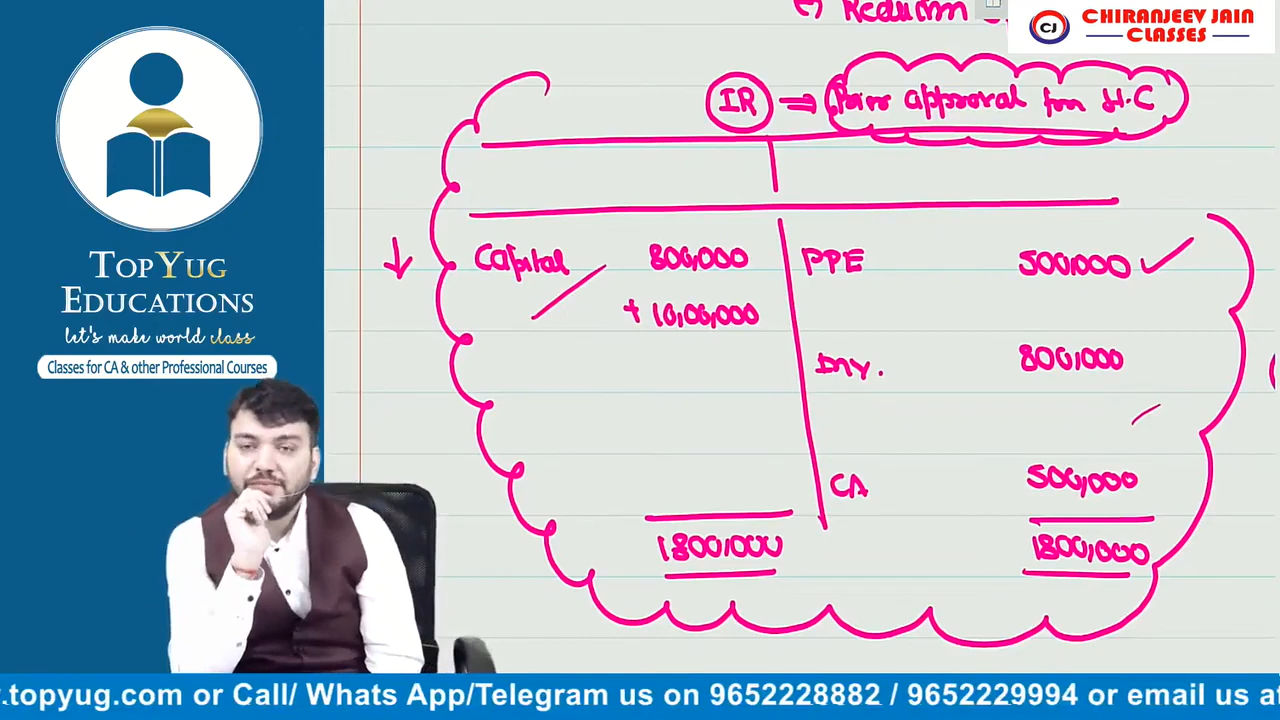 (*) Reduction
CHIRANJEEV JAIN
CLASSES
CJ
IR ⇒ Prior approval from H.C
Capital 800,000 PPE 500,000
+ 10,00,000
Inv. 800,000
CA 500,000
1800,000 1800,000
TOPYUG
EDUCATIONS
let's make world class
Classes for CA & other Professional Courses
.topyug.com or Call/ Whats App/Telegram us on 9652228882 / 9652229994 or email us a